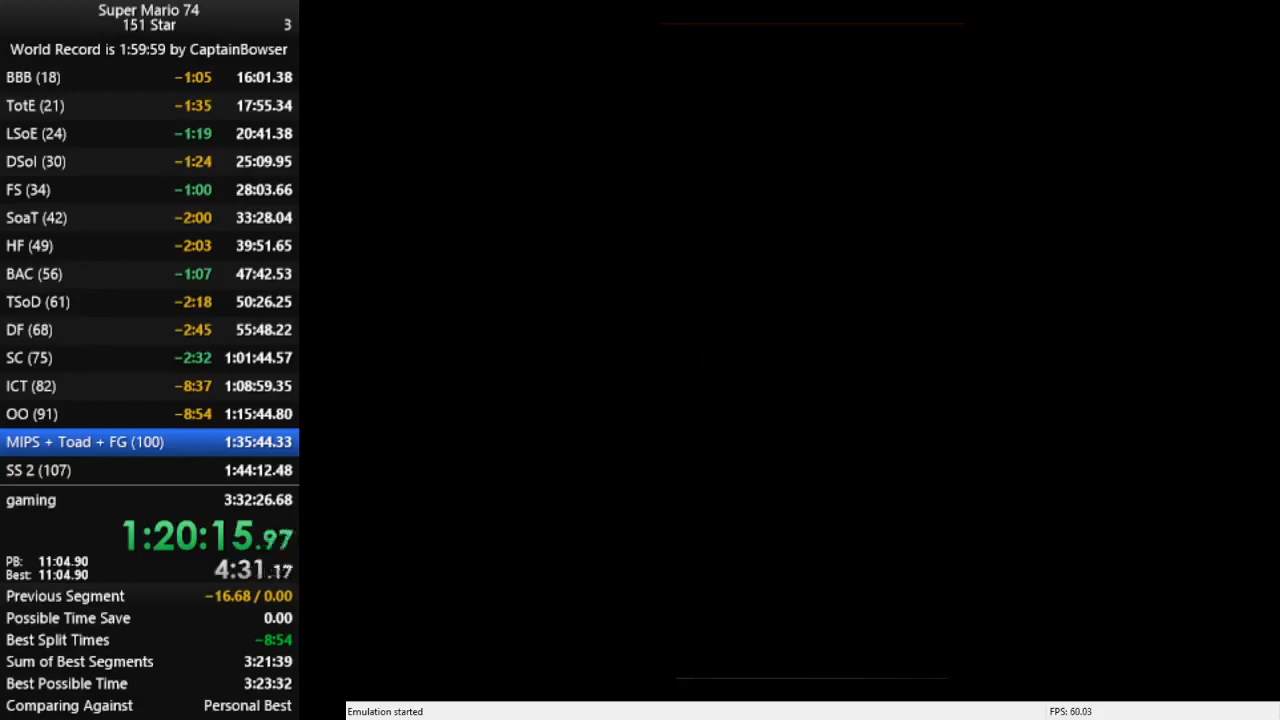 Super Mario 74
151 Star 3
World Record is 1:59:59 by CaptainBowser
BBB (18) −1:05 16:01.38
TotE (21) −1:35 17:55.34
LSoE (24) −1:19 20:41.38
DSol (30) −1:24 25:09.95
FS (34) −1:00 28:03.66
SoaT (42) −2:00 33:28.04
HF (49) −2:03 39:51.65
BAC (56) −1:07 47:42.53
TSoD (61) −2:18 50:26.25
DF (68) −2:45 55:48.22
SC (75) −2:32 1:01:44.57
ICT (82) −8:37 1:08:59.35
OO (91) −8:54 1:15:44.80
MIPS + Toad + FG (100) 1:35:44.33
SS 2 (107) 1:44:12.48
gaming 3:32:26.68
1:20:15.97
PB: 11:04.90
Best: 11:04.90 4:31.17
Previous Segment −16.68 / 0.00
Possible Time Save 0.00
Best Split Times −8:54
Sum of Best Segments 3:21:39
Best Possible Time 3:23:32
Comparing Against Personal Best
Emulation started FPS: 60.03